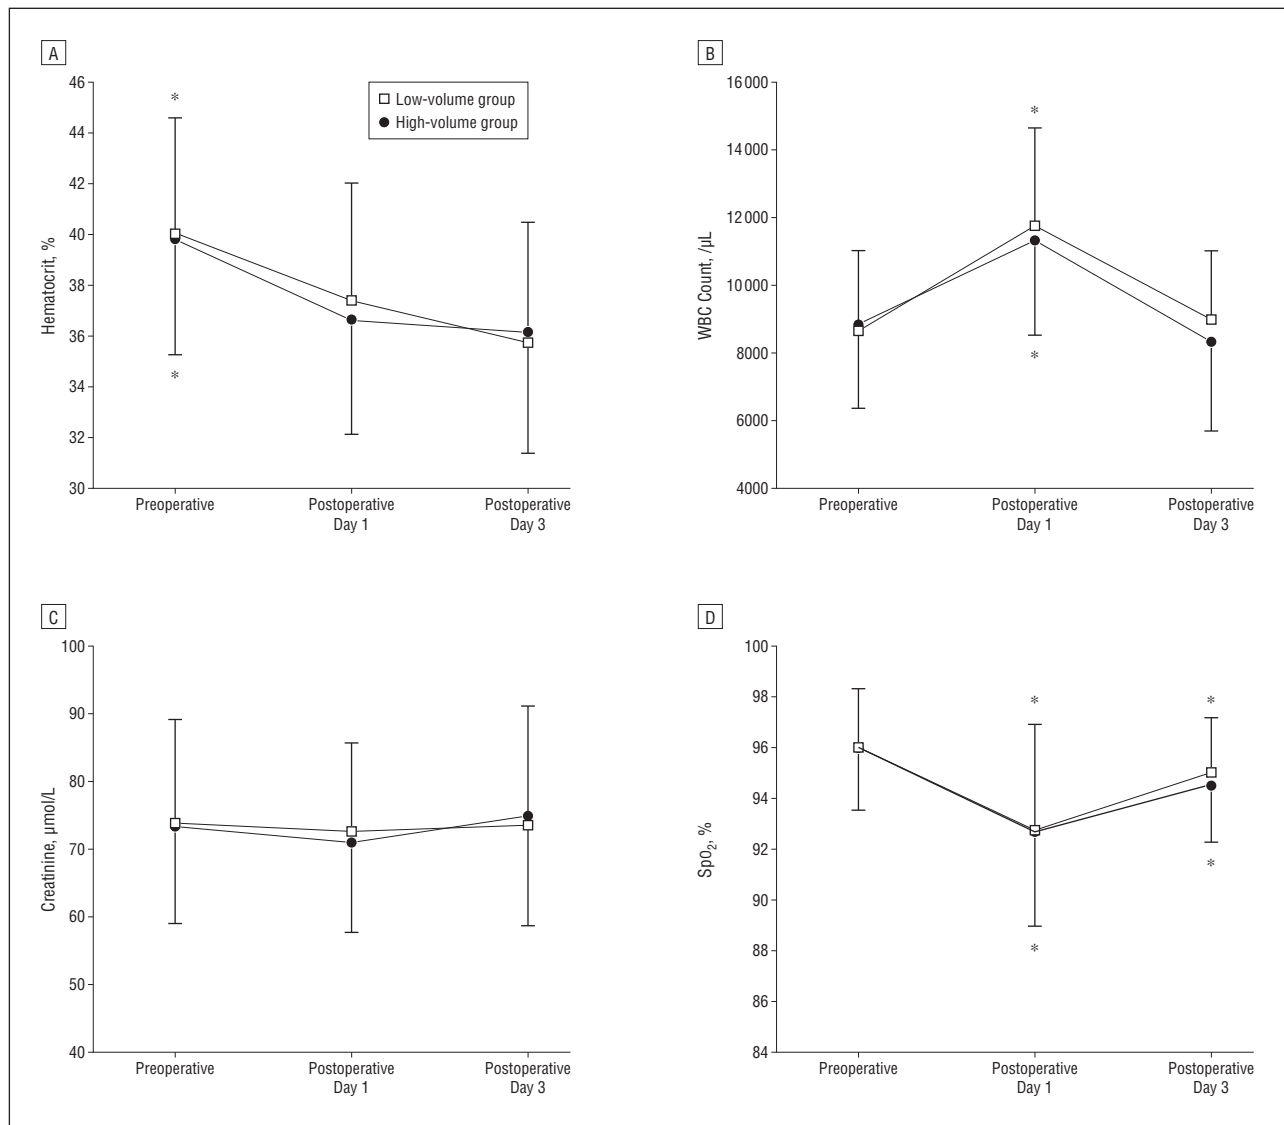 A
46
44
42
40
38
36
34
32
30
Hematocrit, %
*
*
Low-volume group
High-volume group
Preoperative
Postoperative
Day 1
Postoperative
Day 3
B
16 000
14 000
12 000
10 000
8000
6000
4000
WBC Count, /µL
*
*
Preoperative
Postoperative
Day 1
Postoperative
Day 3
C
100
90
80
70
60
50
40
Creatinine, µmol/L
Preoperative
Postoperative
Day 1
Postoperative
Day 3
D
100
98
96
94
92
90
88
86
84
SpO₂, %
*
*
*
*
Preoperative
Postoperative
Day 1
Postoperative
Day 3